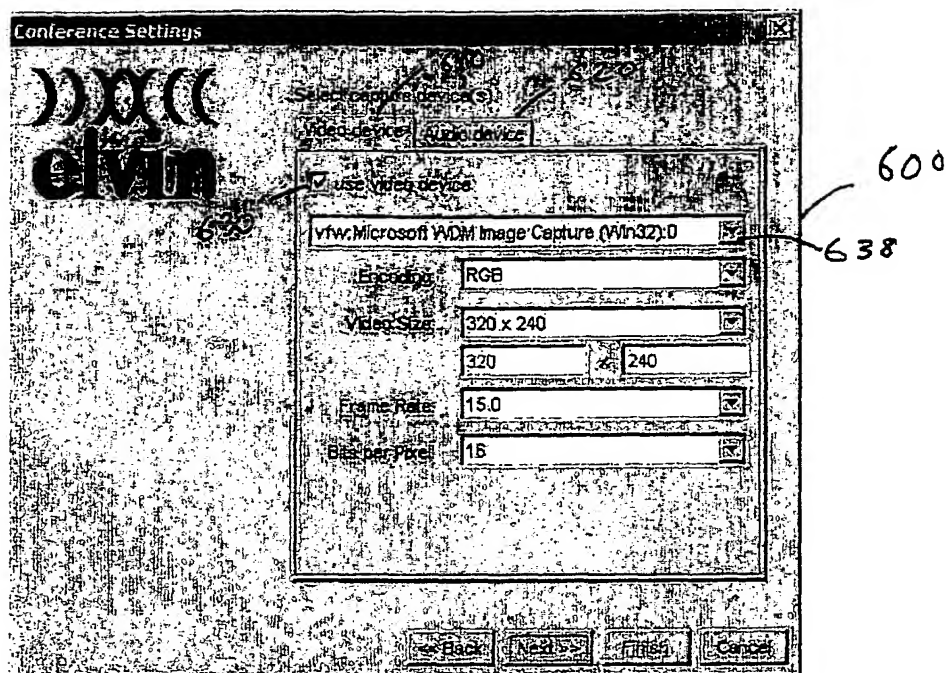 Conference Settings
elvin
Select capture device(s)
Video device Audio device
620
use video device
600
vfw:Microsoft WDM Image Capture (Win32):0
638
Encoding: RGB
Video Size: 320 x 240
320 x 240
Frame Rate: 15.0
Bits per Pixel: 16
<< Back Next >> Finish Cancel